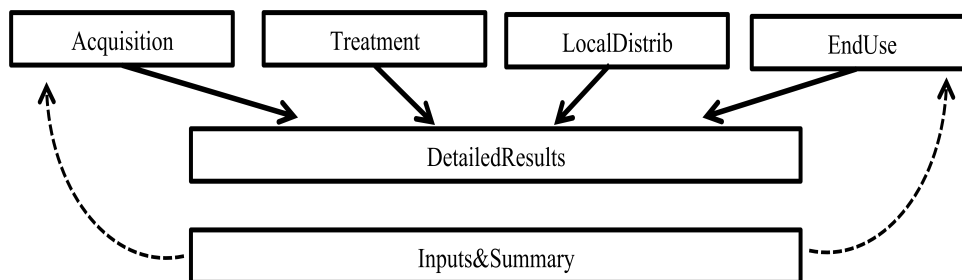 Acquisition
Treatment
LocalDistrib
EndUse
DetailedResults
Inputs&Summary